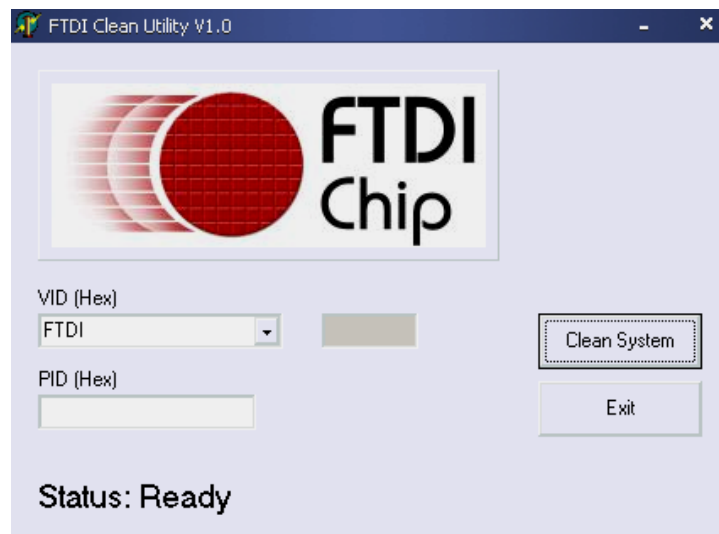 FTDI Clean Utility V1.0
FTDI
Chip
VID (Hex)
FTDI
Clean System
PID (Hex)
Exit
Status: Ready